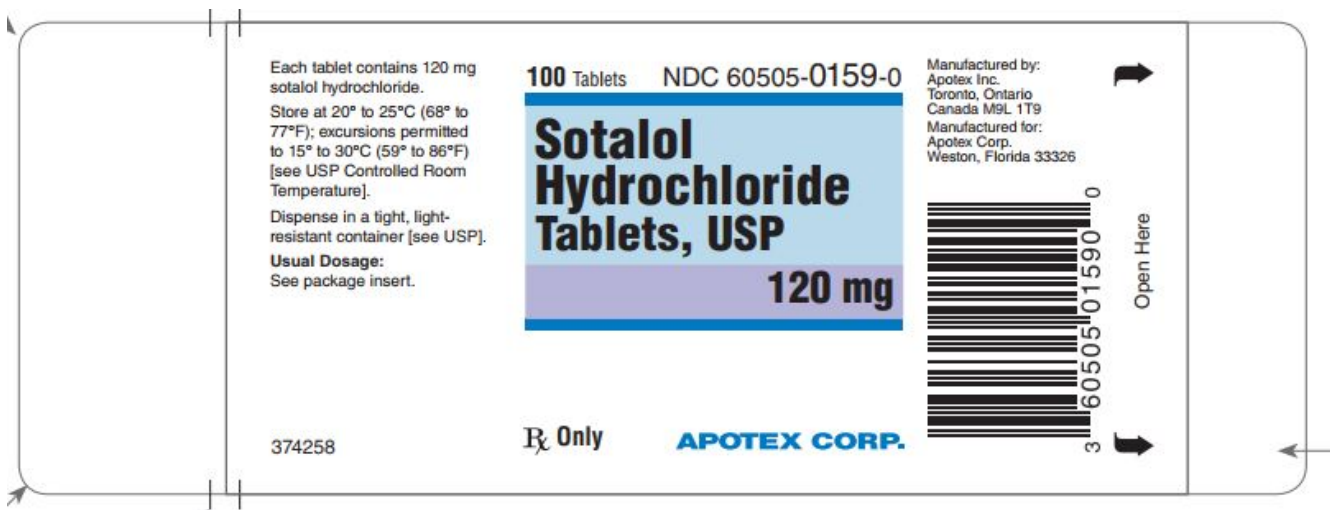 Each tablet contains 120 mg
sotalol hydrochloride.
Store at 20° to 25°C (68° to
77°F); excursions permitted
to 15° to 30°C (59° to 86°F)
[see USP Controlled Room
Temperature].
Dispense in a tight, light-
resistant container [see USP].
Usual Dosage:
See package insert.
374258
100 Tablets NDC 60505-0159-0
Sotalol
Hydrochloride
Tablets, USP
120 mg
Rx Only
APOTEX CORP.
Manufactured by:
Apotex Inc.
Toronto, Ontario
Canada M9L 1T9
Manufactured for:
Apotex Corp.
Weston, Florida 33326
3 60505 01590 0
Open Here